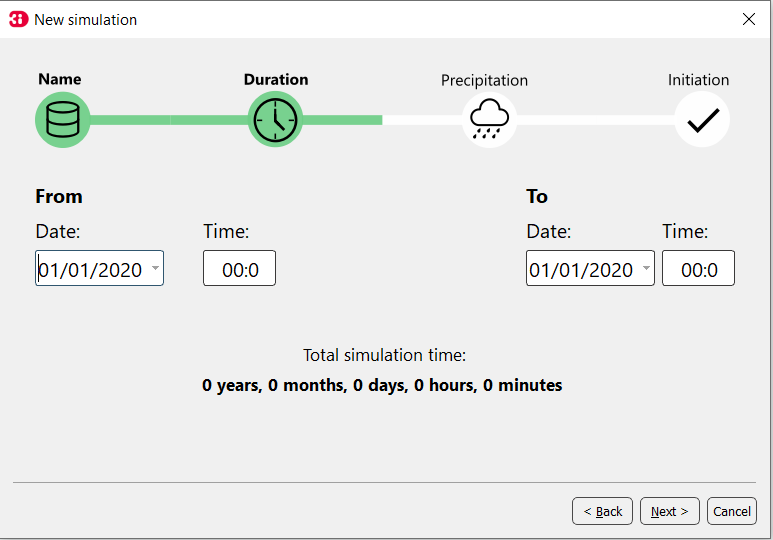 New simulation
Name Duration Precipitation Initiation
From To
Date: Time: Date: Time:
01/01/2020 00:0 01/01/2020 00:0
Total simulation time:
0 years, 0 months, 0 days, 0 hours, 0 minutes
< Back Next > Cancel